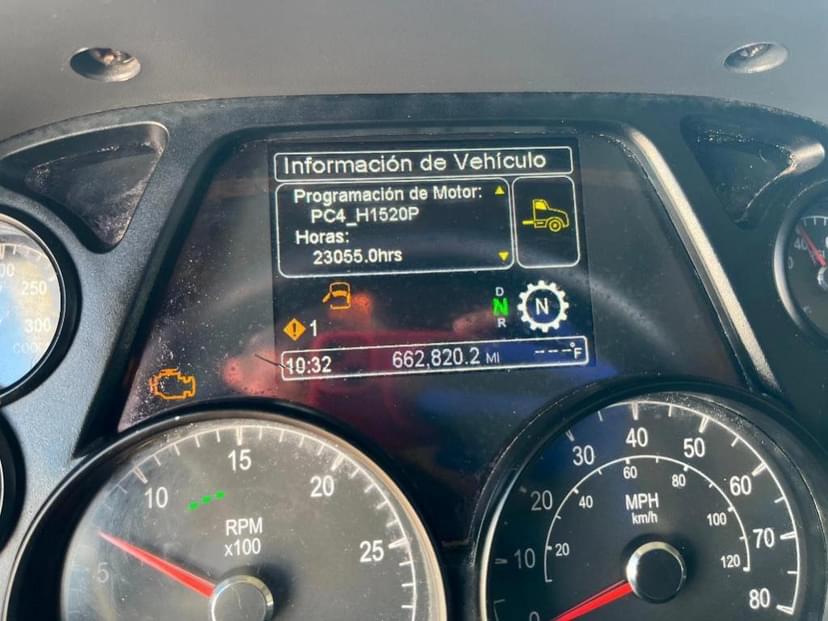 Información de Vehículo
Programación de Motor:
PC4_H1520P
Horas:
23055.0hrs
D
N
R
N
1
10:32
662,820.2 MI
---°F
250
300
5
10
15
20
25
RPM
x100
0
10
20
30
40
50
60
70
80
MPH
km/h
20
40
60
80
100
120